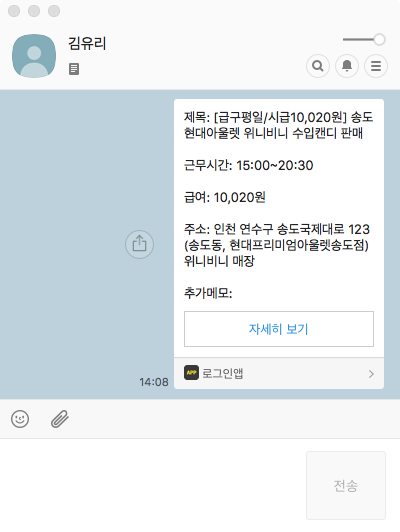 김유리
제목: [급구평일/시급10,020원] 송도
현대아울렛 위니비니 수입캔디 판매
근무시간: 15:00~20:30
급여: 10,020원
주소: 인천 연수구 송도국제대로 123
(송도동, 현대프리미엄아울렛송도점)
위니비니 매장
추가메모:
자세히 보기
APP 로그인앱
14:08
전송